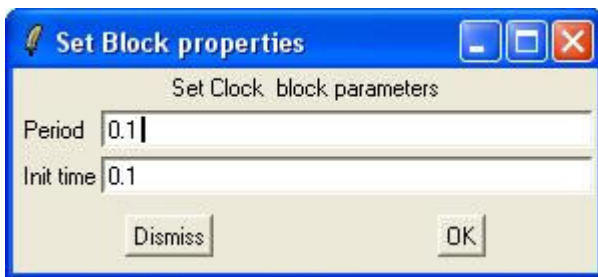 Set Block properties
Set Clock block parameters
Period 0.1
Init time 0.1
Dismiss OK